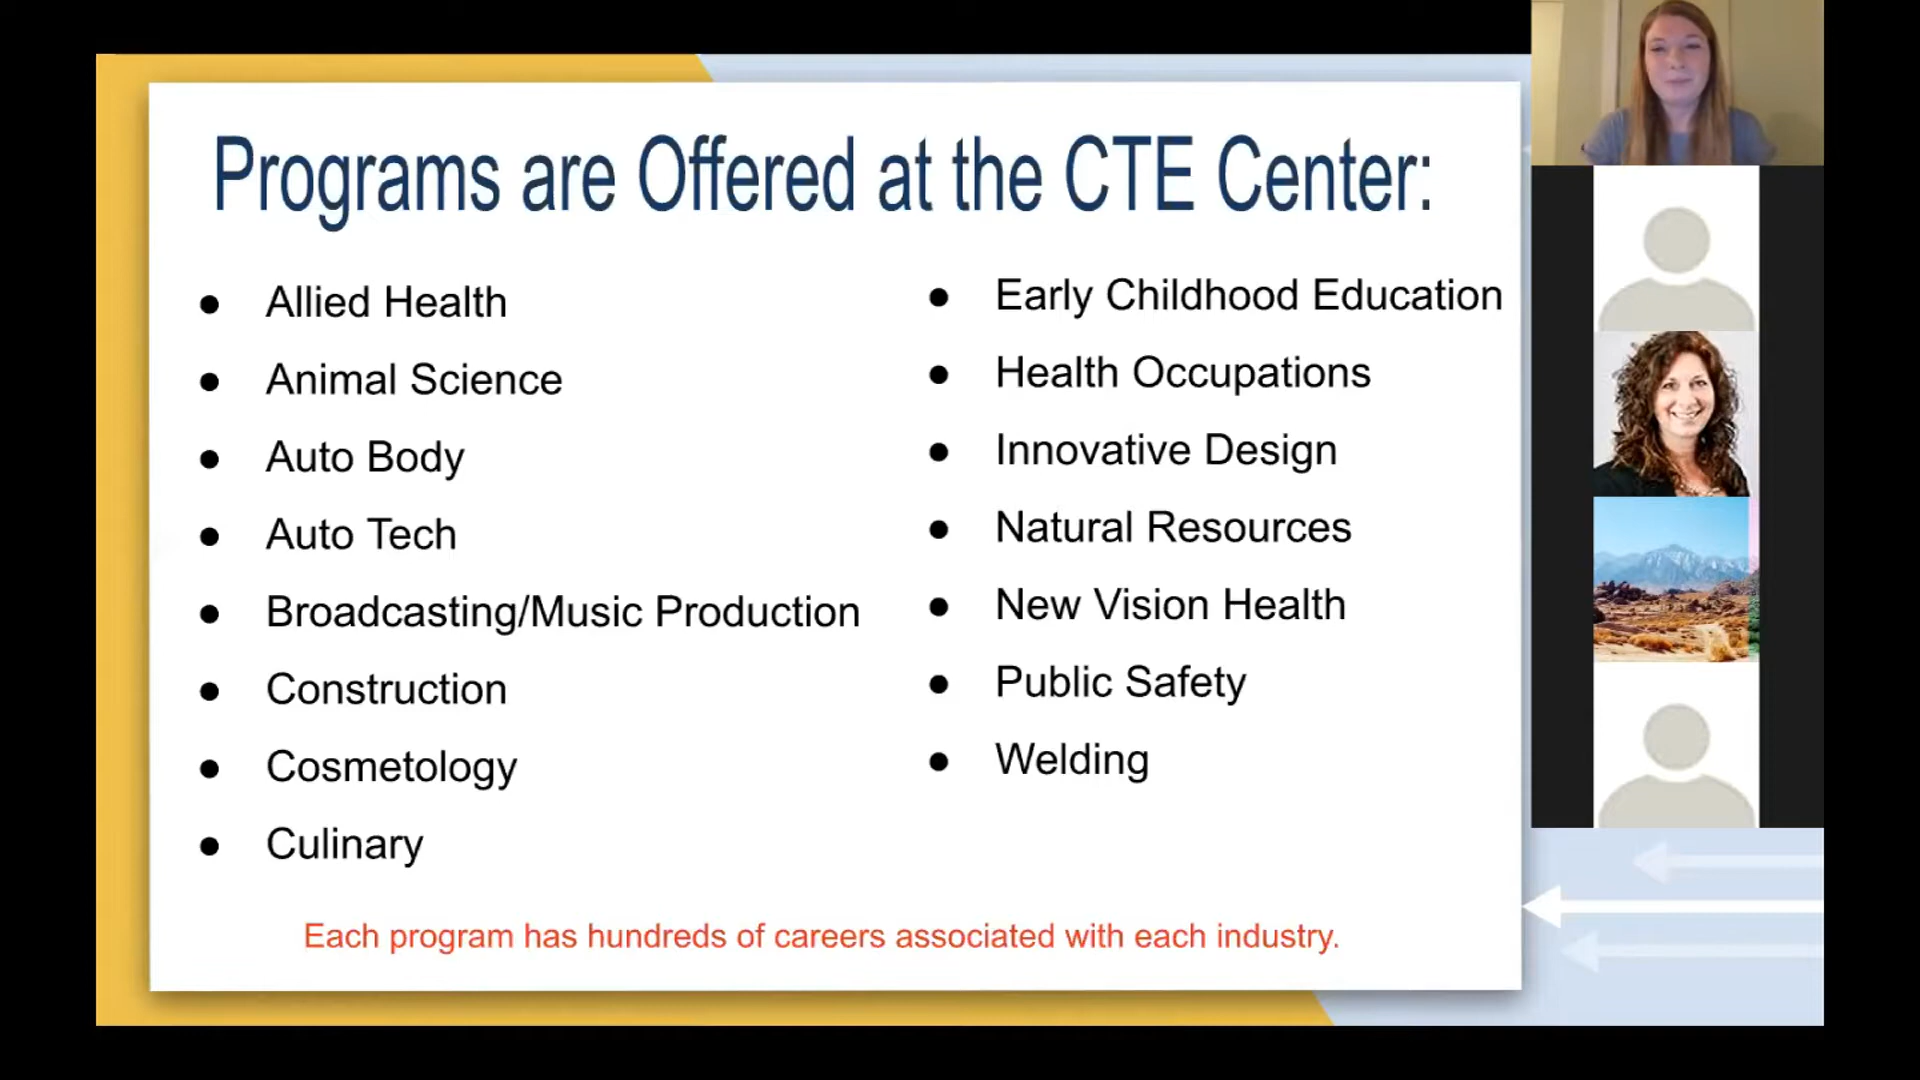 Programs are Offered at the CTE Center:
● Allied Health
● Animal Science
● Auto Body
● Auto Tech
● Broadcasting/Music Production
● Construction
● Cosmetology
● Culinary
● Early Childhood Education
● Health Occupations
● Innovative Design
● Natural Resources
● New Vision Health
● Public Safety
● Welding
Each program has hundreds of careers associated with each industry.